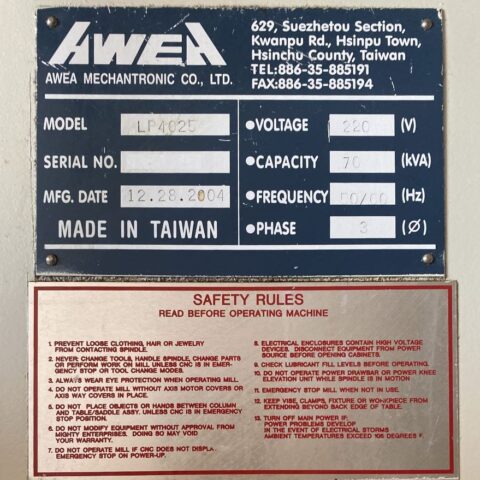 AWEA
AWEA MECHANTRONIC CO., LTD.
629, Suezhetou Section,
Kwanpu Rd., Hsinpu Town,
Hsinchu County, Taiwan
TEL:886-35-885191
FAX:886-35-885194
MODEL LP4025
SERIAL NO.
MFG. DATE 12.28.2004
MADE IN TAIWAN
•VOLTAGE 220 (V)
•CAPACITY 70 (kVA)
•FREQUENCY 50/60 (Hz)
•PHASE 3 (Ø)
SAFETY RULES
READ BEFORE OPERATING MACHINE
1. PREVENT LOOSE CLOTHING, HAIR OR JEWELRY
FROM CONTACTING SPINDLE.
2. NEVER: CHANGE TOOLS, HANDLE SPINDLE, CHANGE PARTS
OR PERFORM WORK ON MILL UNLESS CNC IS IN EMER-
GENCY STOP OR TOOL CHANGE MODES.
3. ALWAYS WEAR EYE PROTECTION WHEN OPERATING MILL.
4. DO NOT OPERATE MILL WITHOUT AXIS MOTOR COVERS OR
AXIS WAY COVERS IN PLACE.
5. DO NOT PLACE OBJECTS OR HANDS BETWEEN COLUMN
AND TABLE/SADDLE ASSY. UNLESS CNC IS IN EMERGENCY
STOP POSITION.
6. DO NOT MODIFY EQUIPMENT WITHOUT APPROVAL FROM
MIGHTY ENTERPRISES. DOING SO MAY VOID
YOUR WARRANTY.
7. DO NOT OPERATE MILL IF CNC DOES NOT DISPLAY
EMERGENCY STOP ON POWER-UP.
8. ELECTRICAL ENCLOSURES CONTAIN HIGH VOLTAGE
DEVICES. DISCONNECT EQUIPMENT FROM POWER
SOURCE BEFORE OPENING CABINETS.
9. CHECK LUBRICANT FILL LEVELS BEFORE OPERATING.
10. DO NOT OPERATE POWER DRAWBAR OR POWER KNEE
ELEVATION UNIT WHILE SPINDLE IS IN MOTION
11. EMERGENCY STOP MILL WHEN NOT IN USE.
12. KEEP VISE, CLAMPS, FIXTURE OR WORKPIECE FROM
EXTENDING BEYOND BACK EDGE OF TABLE.
13. TURN OFF MAIN POWER IF:
POWER PROBLEMS DEVELOP
IN THE EVENT OF ELECTRICAL STORMS
AMBIENT TEMPERATURES EXCEED 105 DEGREES F.